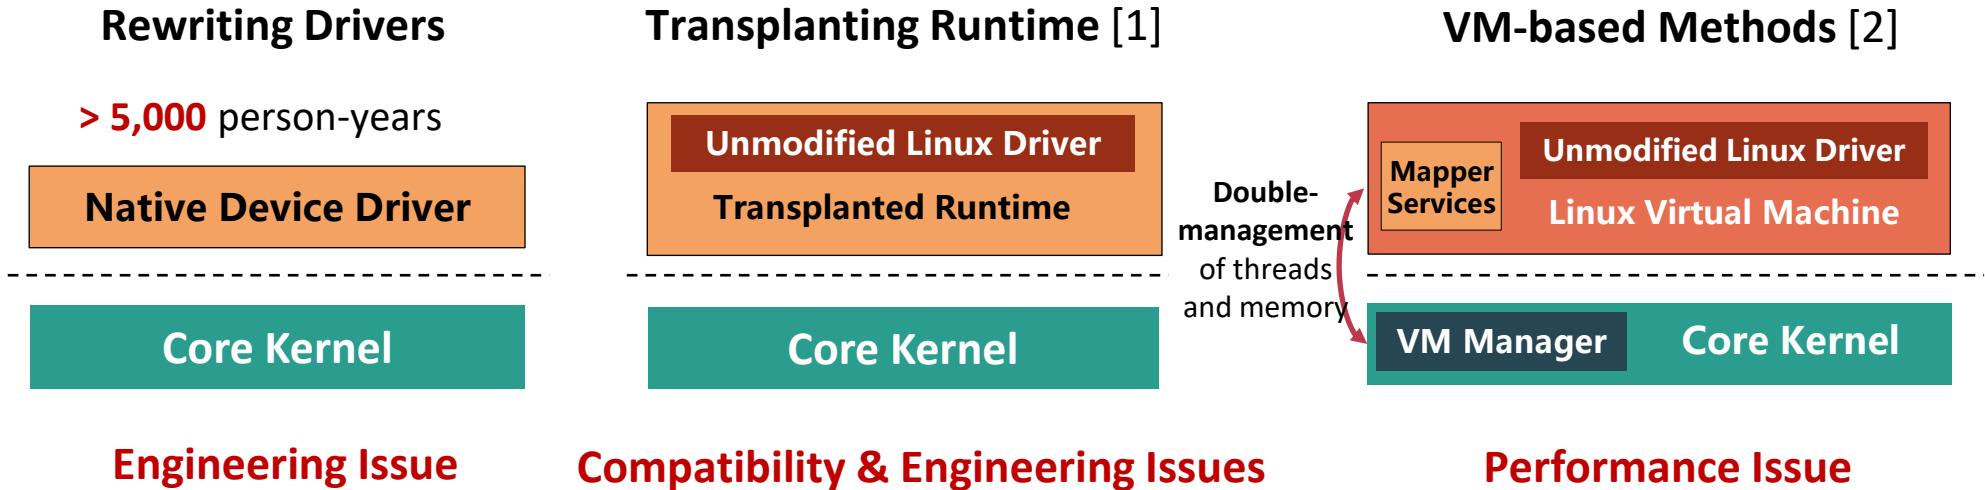 Rewriting Drivers
> 5,000 person-years
Native Device Driver
Core Kernel
Engineering Issue
Transplanting Runtime [1]
Unmodified Linux Driver
Transplanted Runtime
Core Kernel
Compatibility & Engineering Issues
VM-based Methods [2]
Double-
management
of threads
and memory
Mapper
Services
Unmodified Linux Driver
Linux Virtual Machine
VM Manager
Core Kernel
Performance Issue